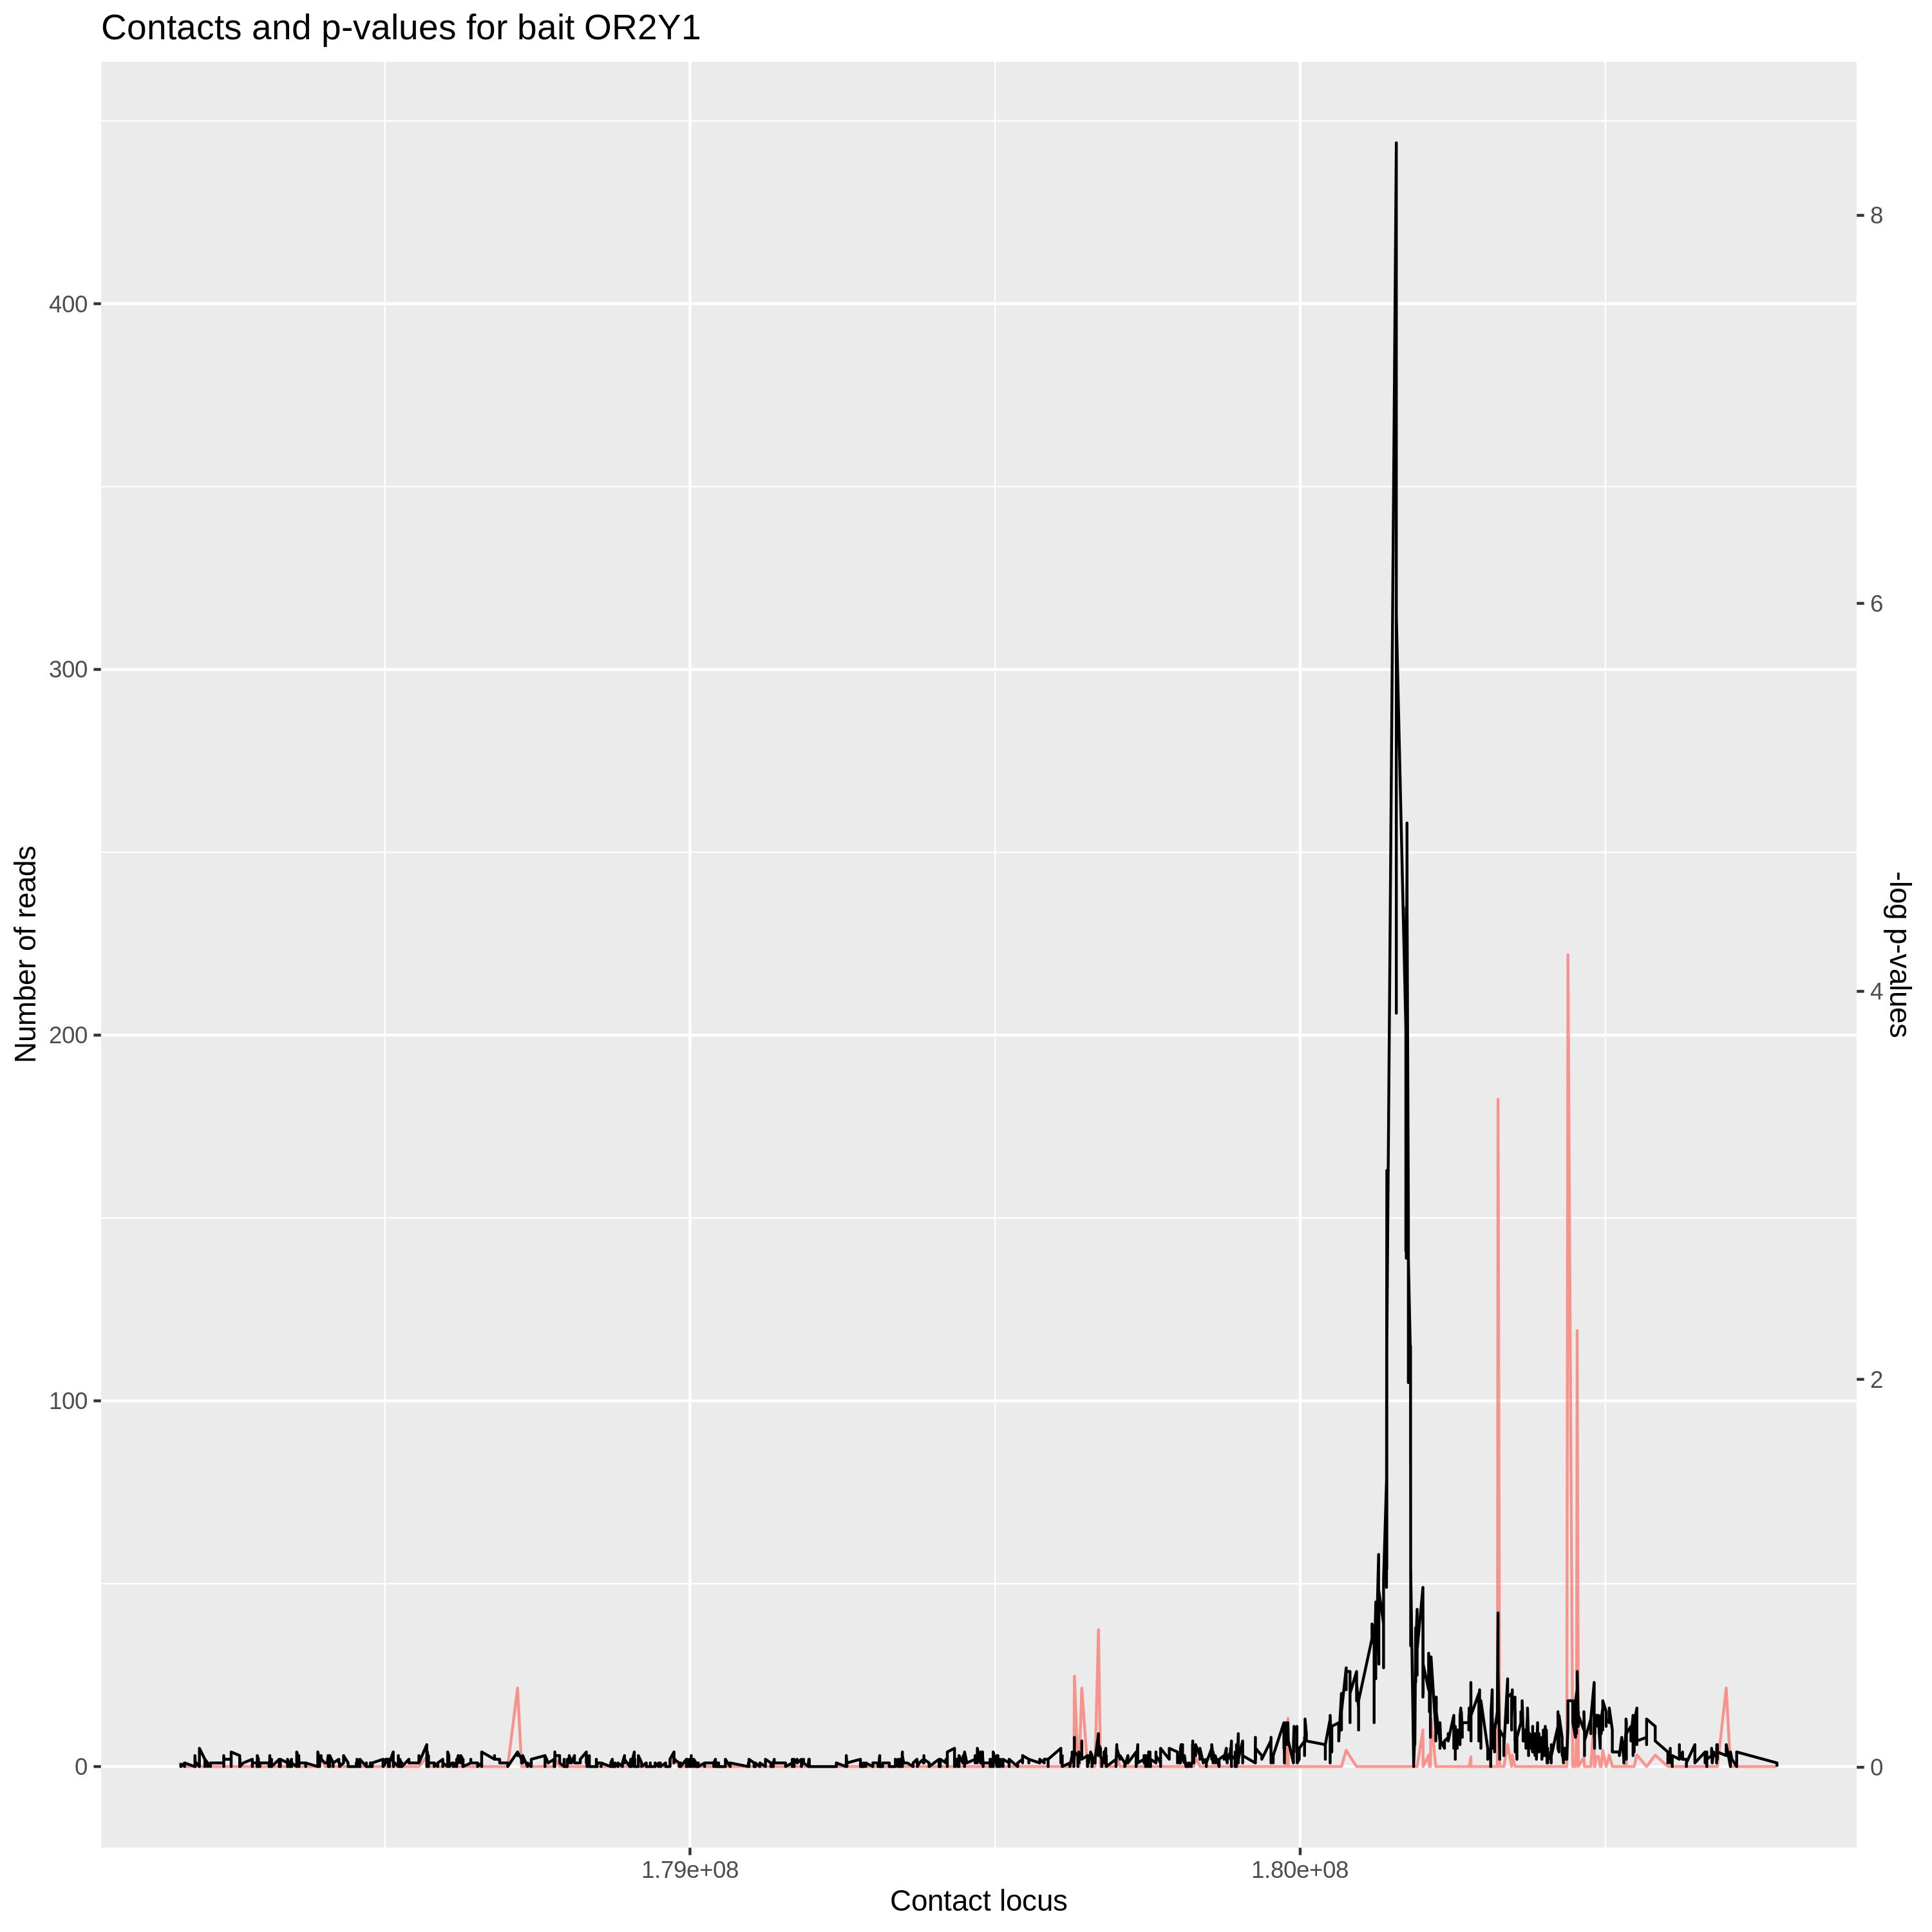 Contacts and p-values for bait OR2Y1
Number of reads
400
300
200
100
0
8
6
4
2
0
-log p-values
1.79e+08
1.80e+08
Contact locus